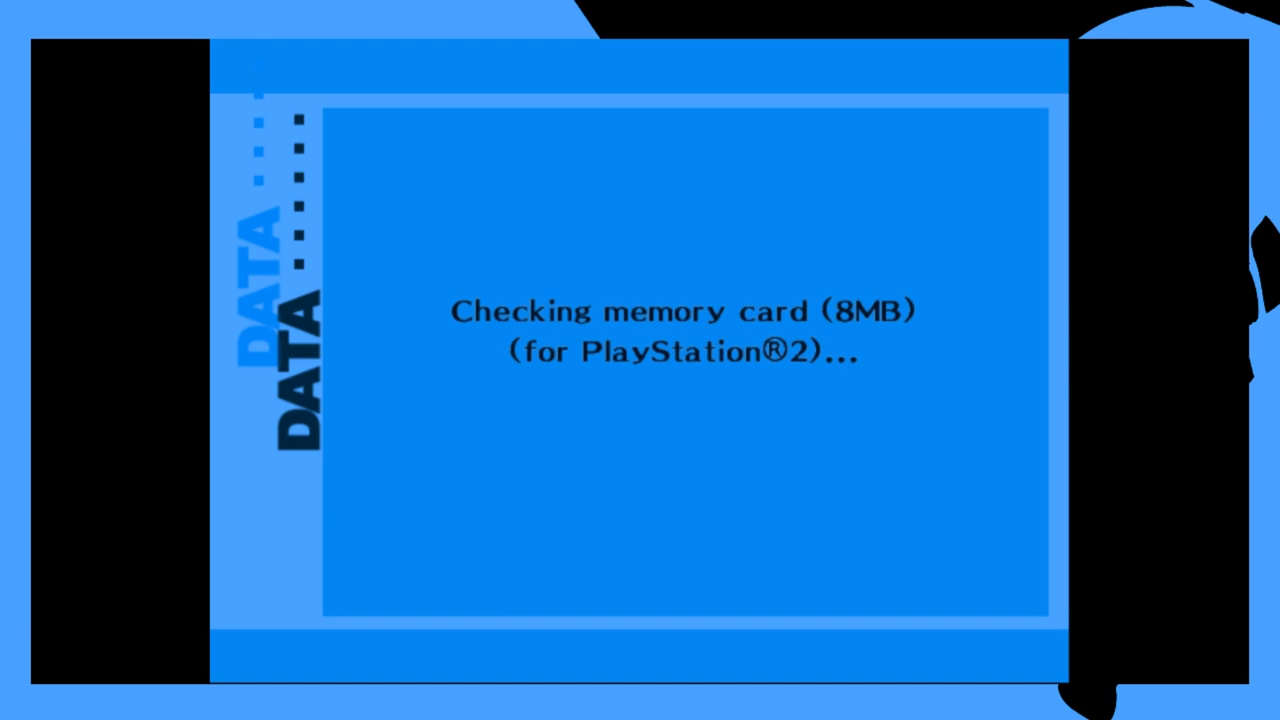 DATA ......
DATA ....
Checking memory card (8MB)
(for PlayStation®2)...